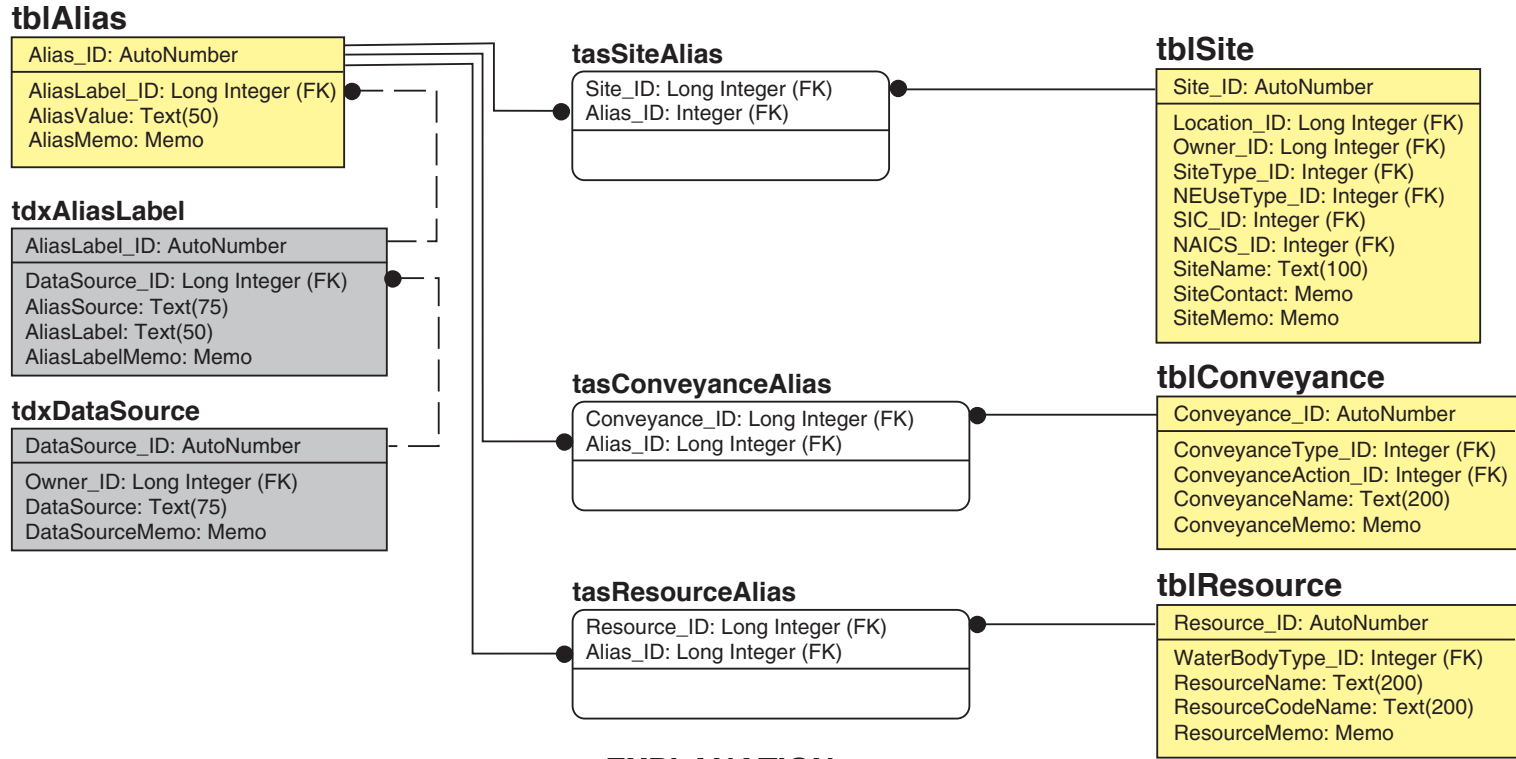 tblAlias
Alias_ID: AutoNumber
AliasLabel_ID: Long Integer (FK)
AliasValue: Text(50)
AliasMemo: Memo
tdxAliasLabel
AliasLabel_ID: AutoNumber
DataSource_ID: Long Integer (FK)
AliasSource: Text(75)
AliasLabel: Text(50)
AliasLabelMemo: Memo
tdxDataSource
DataSource_ID: AutoNumber
Owner_ID: Long Integer (FK)
DataSource: Text(75)
DataSourceMemo: Memo
tasSiteAlias
Site_ID: Long Integer (FK)
Alias_ID: Integer (FK)
tasConveyanceAlias
Conveyance_ID: Long Integer (FK)
Alias_ID: Long Integer (FK)
tasResourceAlias
Resource_ID: Long Integer (FK)
Alias_ID: Long Integer (FK)
tblSite
Site_ID: AutoNumber
Location_ID: Long Integer (FK)
Owner_ID: Long Integer (FK)
SiteType_ID: Integer (FK)
NEUseType_ID: Integer (FK)
SIC_ID: Integer (FK)
NAICS_ID: Integer (FK)
SiteName: Text(100)
SiteContact: Memo
SiteMemo: Memo
tblConveyance
Conveyance_ID: AutoNumber
ConveyanceType_ID: Integer (FK)
ConveyanceAction_ID: Integer (FK)
ConveyanceName: Text(200)
ConveyanceMemo: Memo
tblResource
Resource_ID: AutoNumber
WaterBodyType_ID: Integer (FK)
ResourceName: Text(200)
ResourceCodeName: Text(200)
ResourceMemo: Memo